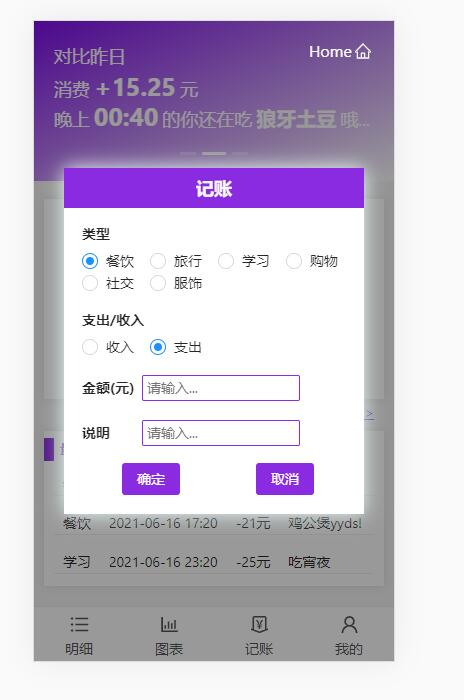 对比昨日
Home
消费 +15.25 元
晚上 00:40 的你还在吃 狼牙土豆 哦...
记账
类型
餐饮 旅行 学习 购物
社交 服饰
支出/收入
收入 支出
金额(元) 请输入...
说明 请输入...
>
确定 取消
餐饮 2021-06-16 17:20 -21元 鸡公煲yyds!
学习 2021-06-16 23:20 -25元 吃宵夜
明细 图表 记账 我的